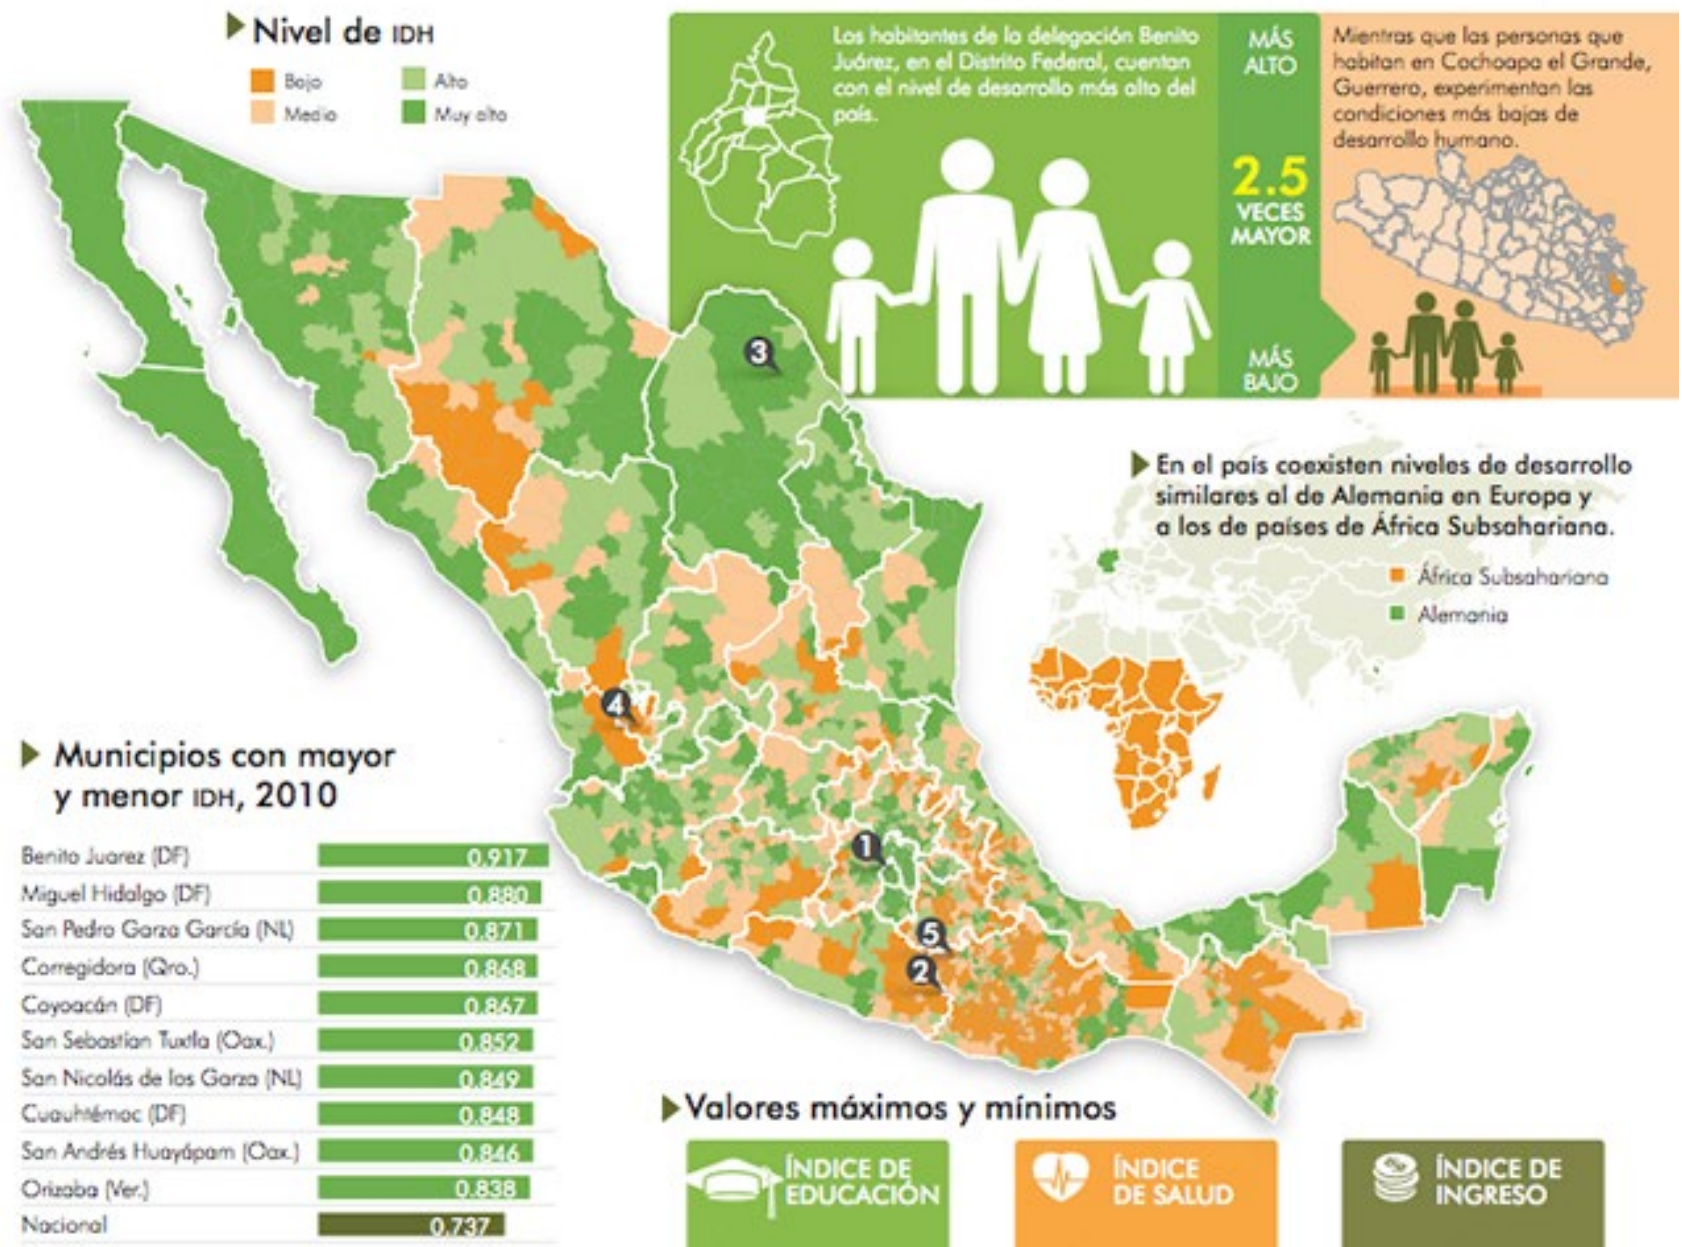 Nivel de IDH
Bajo
Medio
Alto
Muy alto
Los habitantes de la delegación Benito
Juárez, en el Distrito Federal, cuentan
con el nivel de desarrollo más alto del
país.
MÁS
ALTO
2.5
VECES
MAYOR
MÁS
BAJO
Mientras que las personas que
habitan en Cochoapa el Grande,
Guerrero, experimentan las
condiciones más bajas de
desarrollo humano.
En el país coexisten niveles de desarrollo
similares al de Alemania en Europa y
a los de países de África Subsahariana.
África Subsahariana
Alemania
3
4
1
5
2
Municipios con mayor
y menor IDH, 2010
Benito Juarez (DF) 0.917
Miguel Hidalgo (DF) 0.880
San Pedro Garza García (NL) 0.871
Corregidora (Qro.) 0.868
Coyoacán (DF) 0.867
San Sebastían Tuxtla (Oax.) 0.852
San Nicolás de los Garza (NL) 0.849
Cuauhtémoc (DF) 0.848
San Andrés Huayápam (Oax.) 0.846
Orizaba (Ver.) 0.838
Nacional 0.737
Valores máximos y mínimos
ÍNDICE DE
EDUCACIÓN
ÍNDICE
DE SALUD
ÍNDICE DE
INGRESO